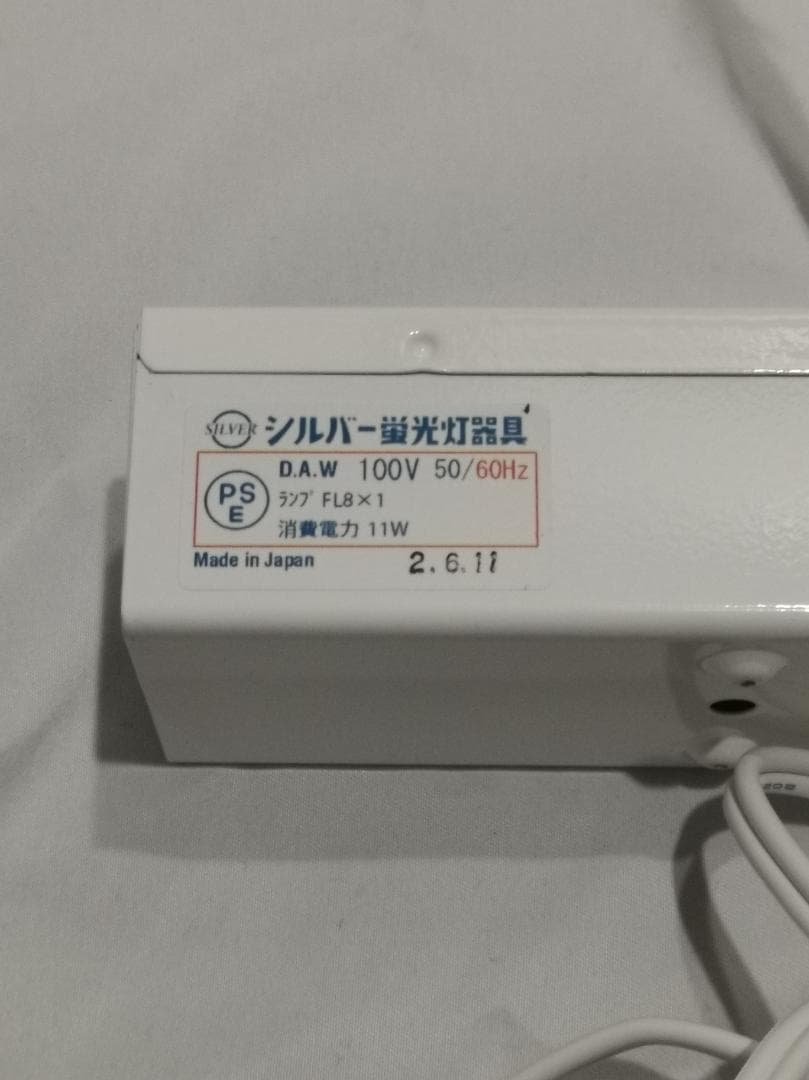 SILVER シルバー蛍光灯器具
PS
E
D.A.W 100V 50/60Hz
ﾗﾝﾌﾟ FL8×1
消費電力 11W
Made in Japan 2.6.11